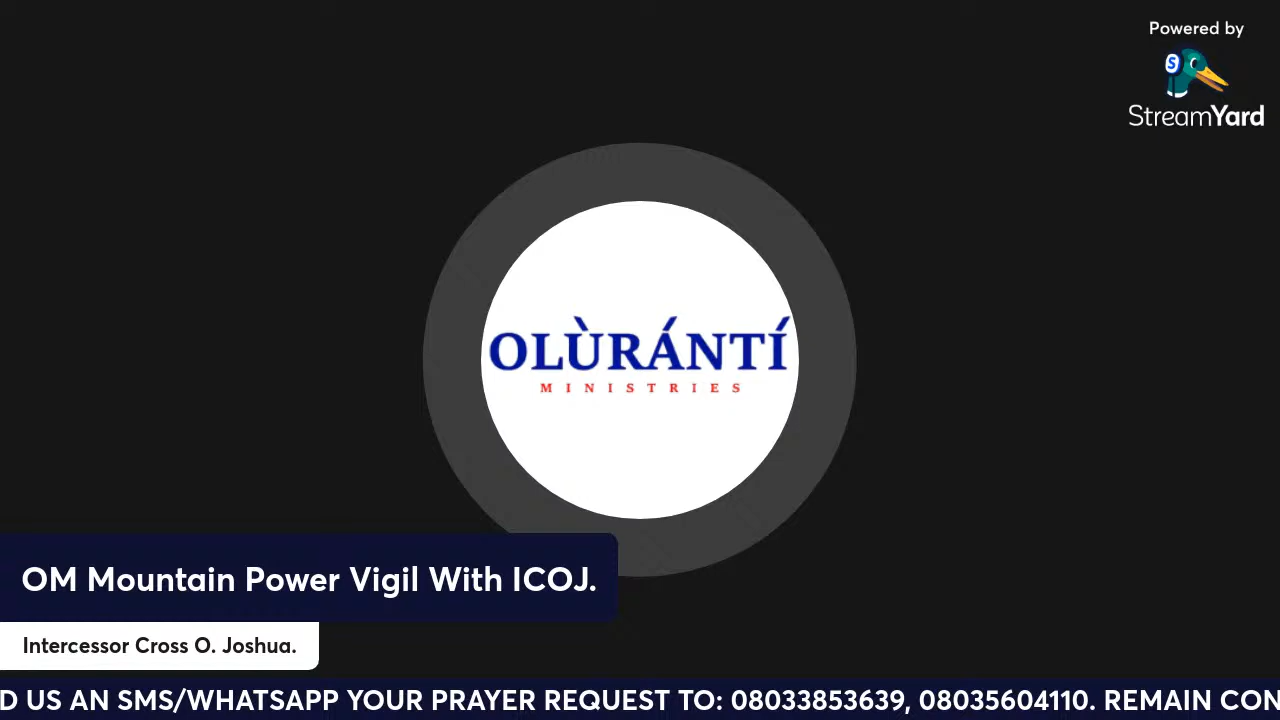 Powered by
S
StreamYard
OLÙRÁNTÍ
MINISTRIES
OM Mountain Power Vigil With ICOJ.
Intercessor Cross O. Joshua.
D US AN SMS/WHATSAPP YOUR PRAYER REQUEST TO: 08033853639, 08035604110. REMAIN CON